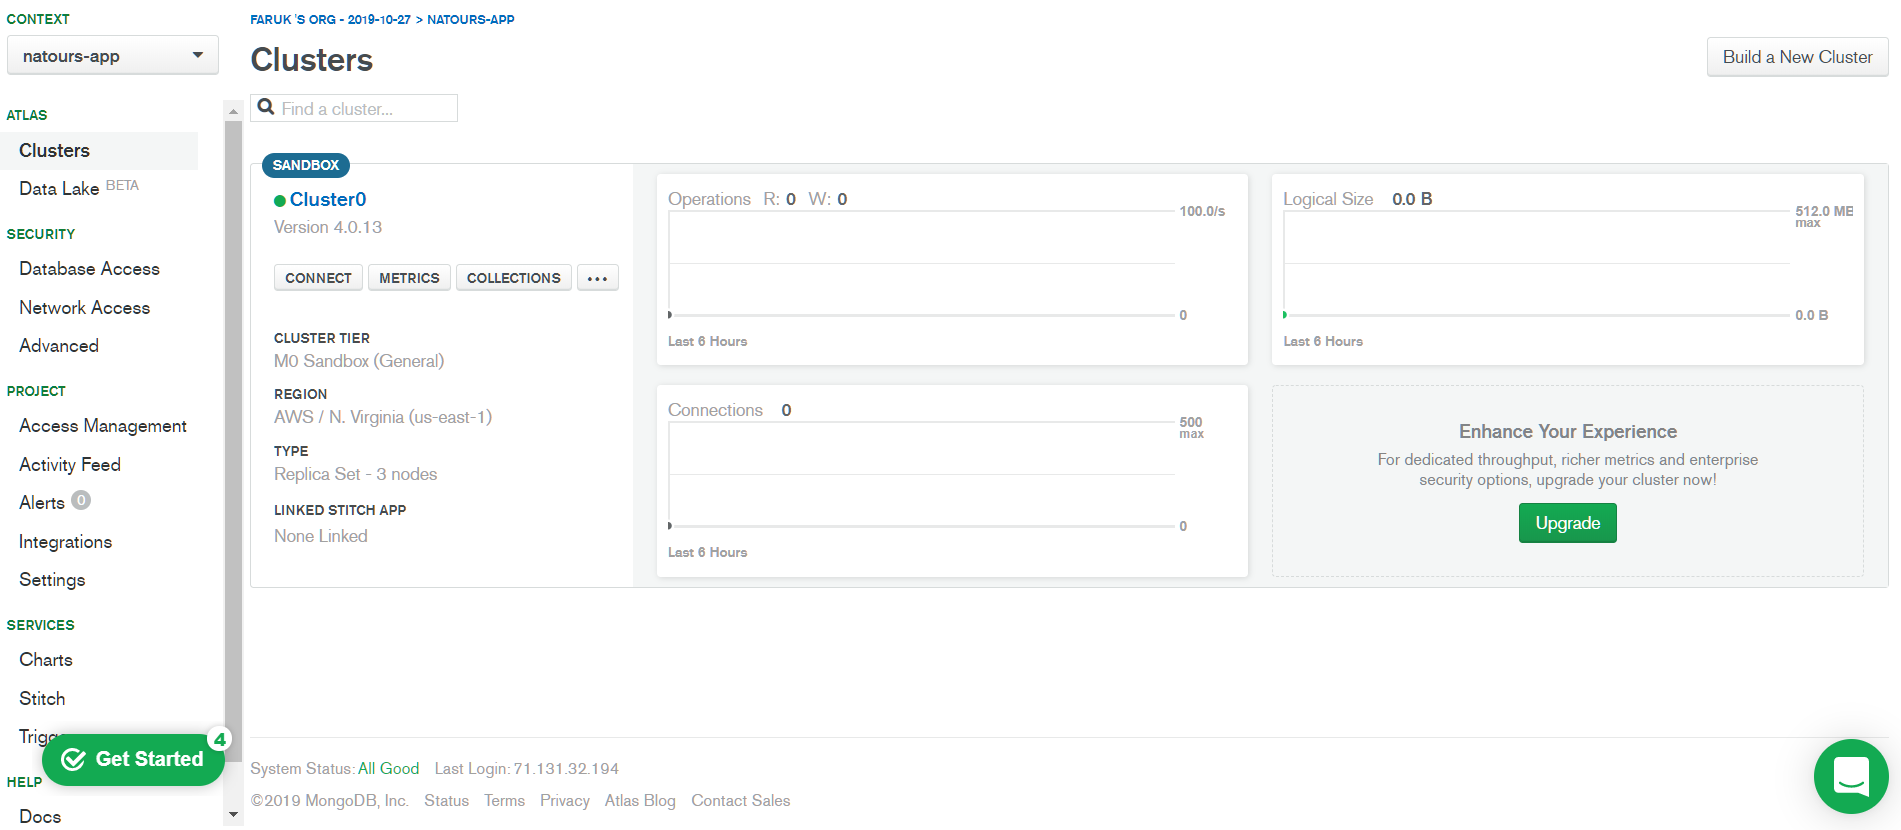 CONTEXT
natours-app
ATLAS
Clusters
Data Lake BETA
SECURITY
Database Access
Network Access
Advanced
PROJECT
Access Management
Activity Feed
Alerts 0
Integrations
Settings
SERVICES
Charts
Stitch
Get Started 4
HELP
Docs
FARUK 'S ORG - 2019-10-27 > NATOURS-APP
Clusters
Build a New Cluster
Find a cluster...
SANDBOX
Cluster0
Version 4.0.13
CONNECT METRICS COLLECTIONS ...
CLUSTER TIER
M0 Sandbox (General)
REGION
AWS / N. Virginia (us-east-1)
TYPE
Replica Set - 3 nodes
LINKED STITCH APP
None Linked
Operations R: 0 W: 0
100.0/s
0
Last 6 Hours
Logical Size 0.0 B
512.0 MB
max
0.0 B
Last 6 Hours
Connections 0
500
max
0
Last 6 Hours
Enhance Your Experience
For dedicated throughput, richer metrics and enterprise
security options, upgrade your cluster now!
Upgrade
System Status: All Good Last Login: 71.131.32.194
©2019 MongoDB, Inc. Status Terms Privacy Atlas Blog Contact Sales